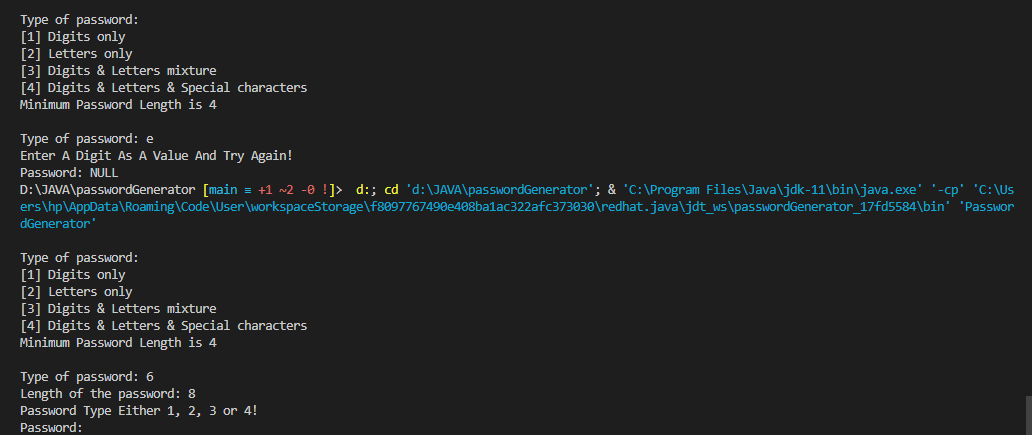 Type of password:
[1] Digits only
[2] Letters only
[3] Digits & Letters mixture
[4] Digits & Letters & Special characters
Minimum Password Length is 4
Type of password: e
Enter A Digit As A Value And Try Again!
Password: NULL
D:\JAVA\passwordGenerator [main ≡ +1 ~2 -0 !]> d:; cd 'd:\JAVA\passwordGenerator'; & 'C:\Program Files\Java\jdk-11\bin\java.exe' '-cp' 'C:\Us
ers\hp\AppData\Roaming\Code\User\workspaceStorage\f8097767490e408ba1ac322afc373030\redhat.java\jdt_ws\passwordGenerator_17fd5584\bin' 'Passwor
dGenerator'
Type of password:
[1] Digits only
[2] Letters only
[3] Digits & Letters mixture
[4] Digits & Letters & Special characters
Minimum Password Length is 4
Type of password: 6
Length of the password: 8
Password Type Either 1, 2, 3 or 4!
Password: